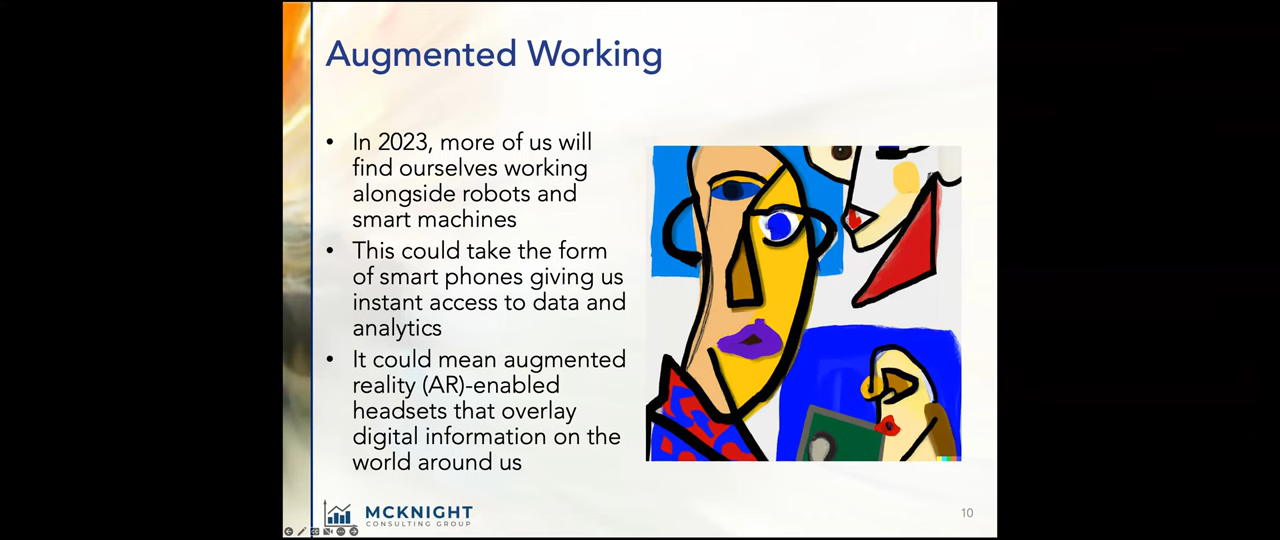 Augmented Working
• In 2023, more of us will
find ourselves working
alongside robots and
smart machines
• This could take the form
of smart phones giving us
instant access to data and
analytics
• It could mean augmented
reality (AR)-enabled
headsets that overlay
digital information on the
world around us
MCKNIGHT
CONSULTING GROUP
10